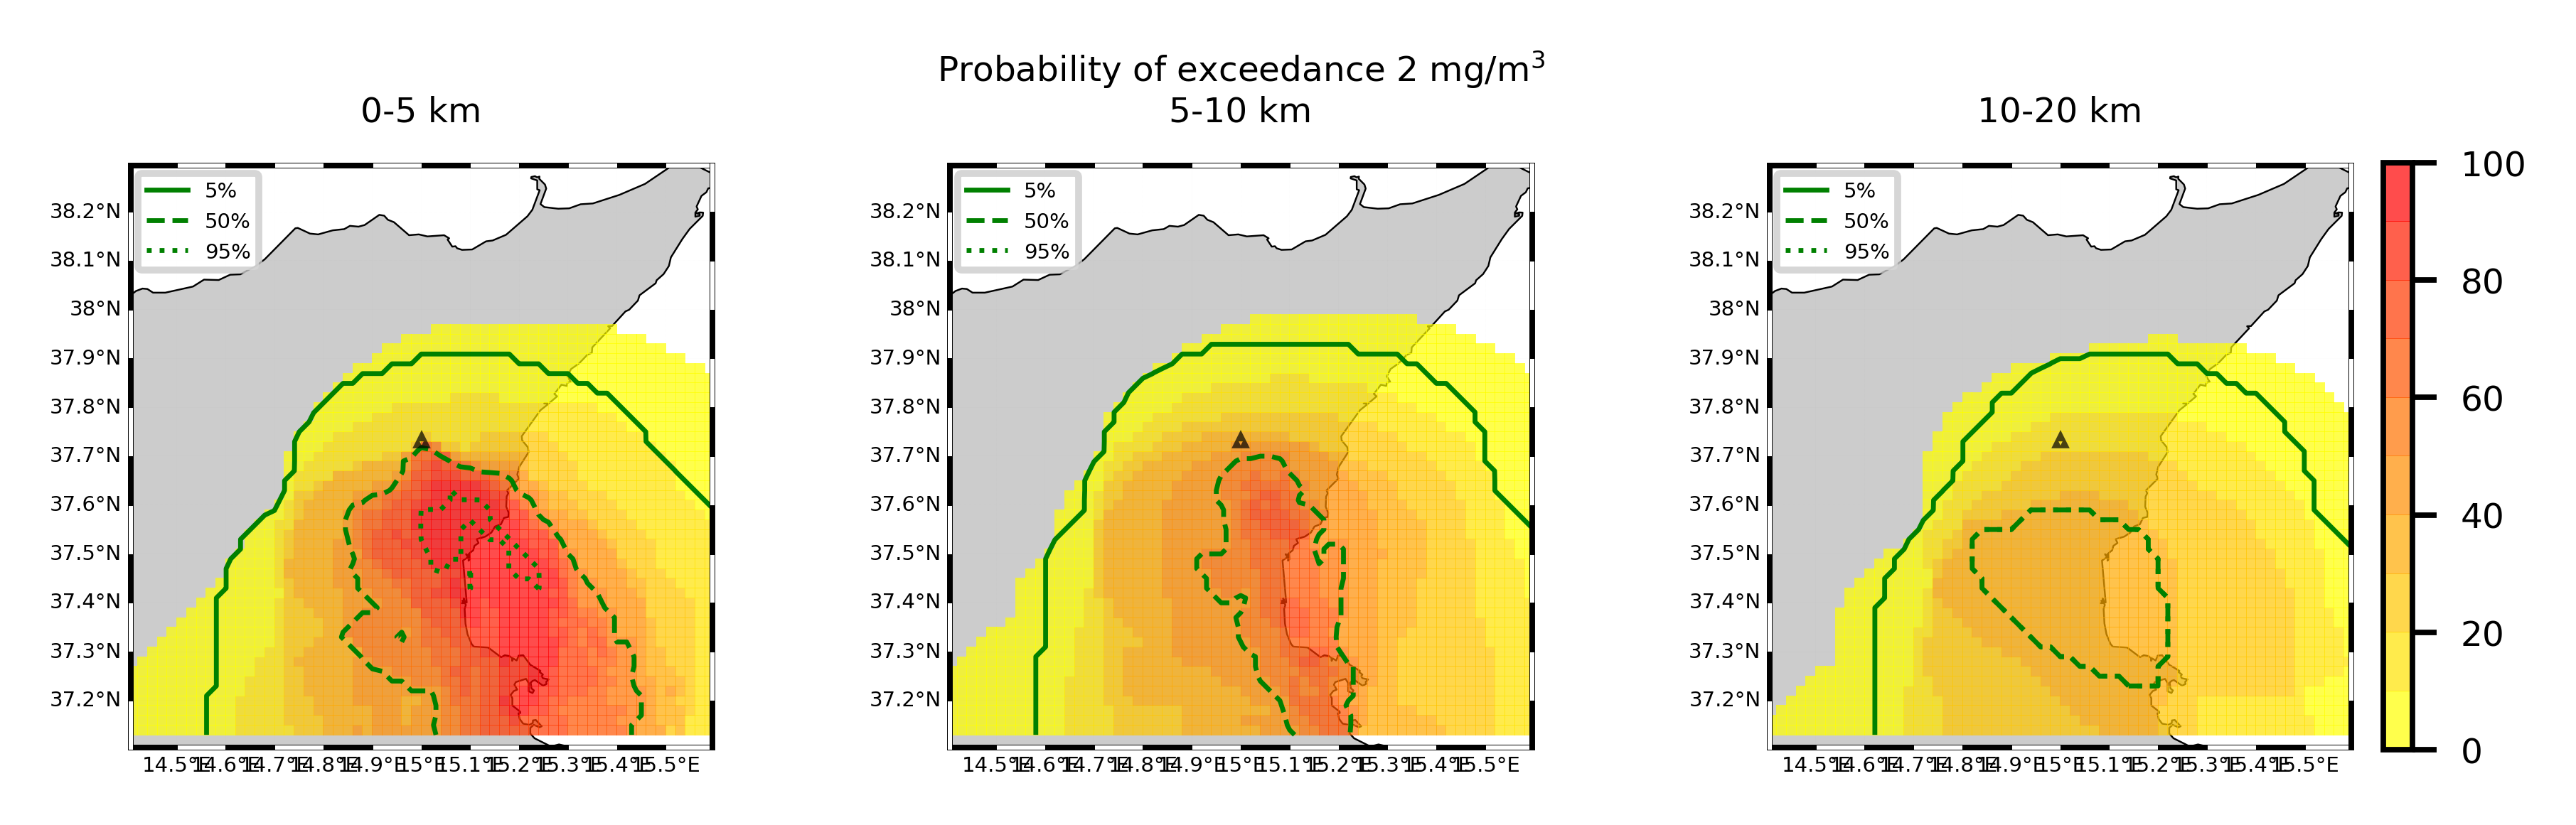 Probability of exceedance 2 mg/m³
0-5 km
5-10 km
10-20 km
5%
50%
95%
38.2°N
38.1°N
38°N
37.9°N
37.8°N
37.7°N
37.6°N
37.5°N
37.4°N
37.3°N
37.2°N
14.5°E 14.6°E 14.7°E 14.8°E 14.9°E 15°E 15.1°E 15.2°E 15.3°E 15.4°E 15.5°E
5%
50%
95%
38.2°N
38.1°N
38°N
37.9°N
37.8°N
37.7°N
37.6°N
37.5°N
37.4°N
37.3°N
37.2°N
14.5°E 14.6°E 14.7°E 14.8°E 14.9°E 15°E 15.1°E 15.2°E 15.3°E 15.4°E 15.5°E
5%
50%
95%
38.2°N
38.1°N
38°N
37.9°N
37.8°N
37.7°N
37.6°N
37.5°N
37.4°N
37.3°N
37.2°N
14.5°E 14.6°E 14.7°E 14.8°E 14.9°E 15°E 15.1°E 15.2°E 15.3°E 15.4°E 15.5°E
100
80
60
40
20
0